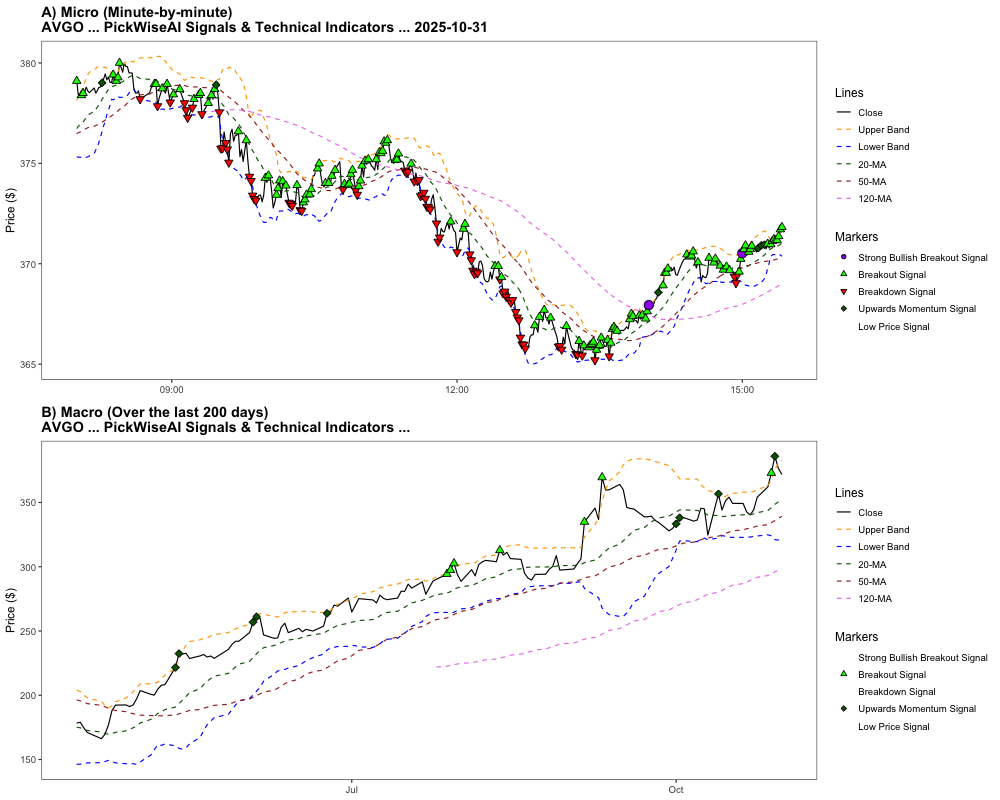 A) Micro (Minute-by-minute)
AVGO ... PickWiseAI Signals & Technical Indicators ... 2025-10-31
Price ($)
380
375
370
365
09:00
12:00
15:00
Lines
Close
Upper Band
Lower Band
20-MA
50-MA
120-MA
Markers
Strong Bullish Breakout Signal
Breakout Signal
Breakdown Signal
Upwards Momentum Signal
Low Price Signal
B) Macro (Over the last 200 days)
AVGO ... PickWiseAI Signals & Technical Indicators ...
Price ($)
350
300
250
200
150
Jul
Oct
Lines
Close
Upper Band
Lower Band
20-MA
50-MA
120-MA
Markers
Strong Bullish Breakout Signal
Breakout Signal
Breakdown Signal
Upwards Momentum Signal
Low Price Signal